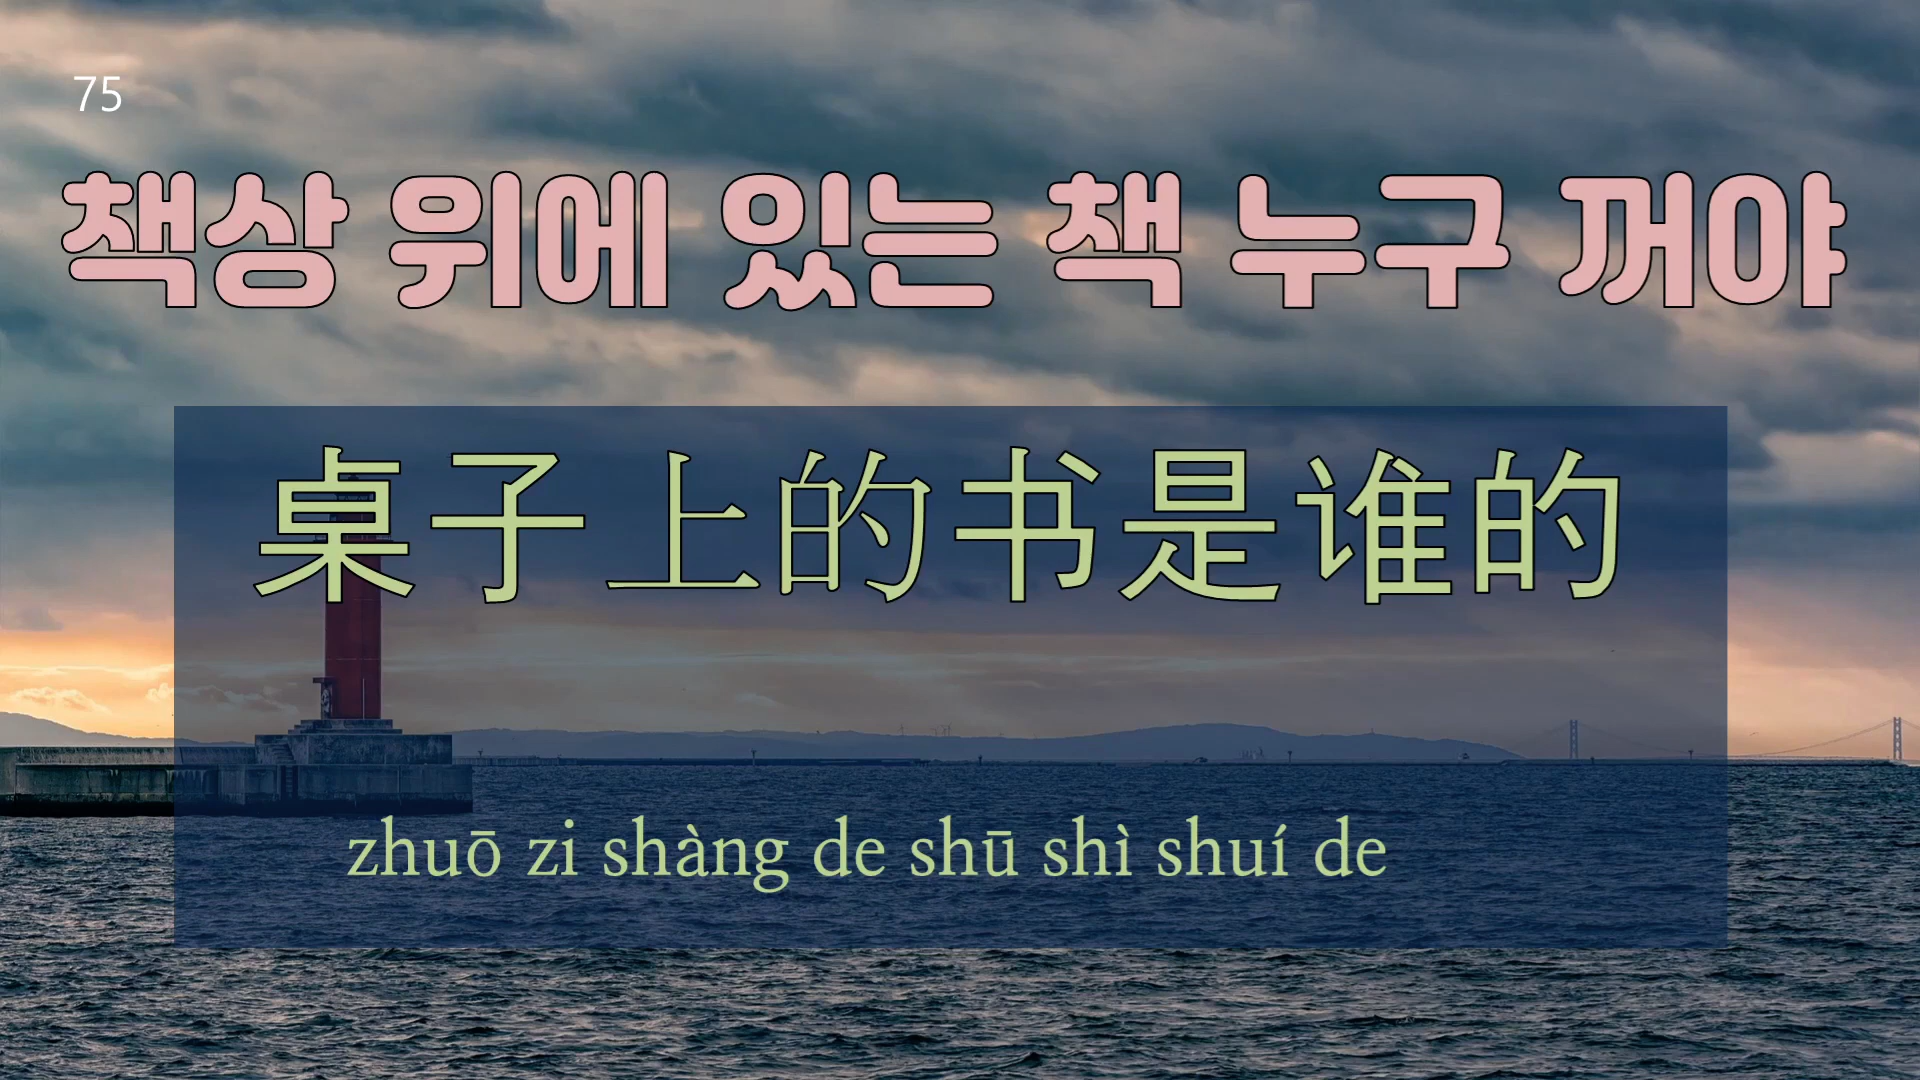 75
책상 위에 있는 책 누구 꺼야
桌子上的书是谁的
zhuō zi shàng de shū shì shuí de